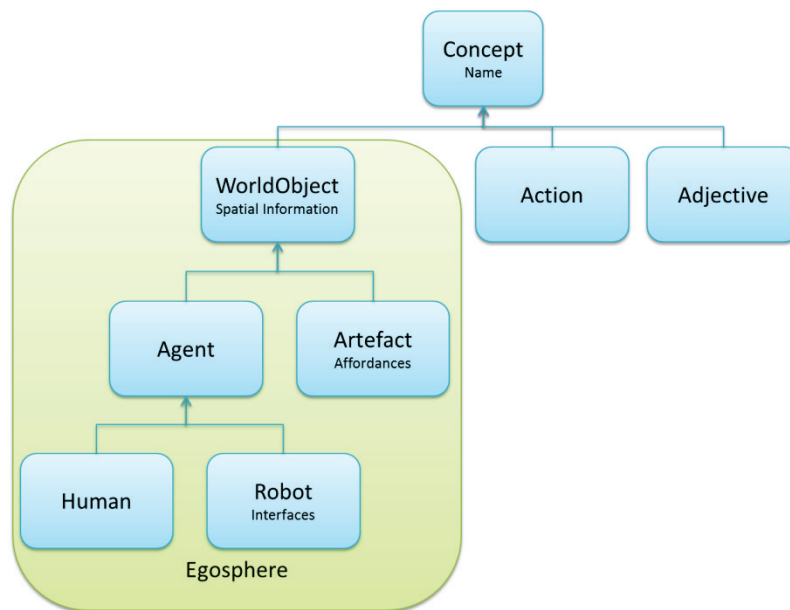 Concept
Name
WorldObject
Spatial Information
Action
Adjective
Agent
Artefact
Affordances
Human
Robot
Interfaces
Egosphere